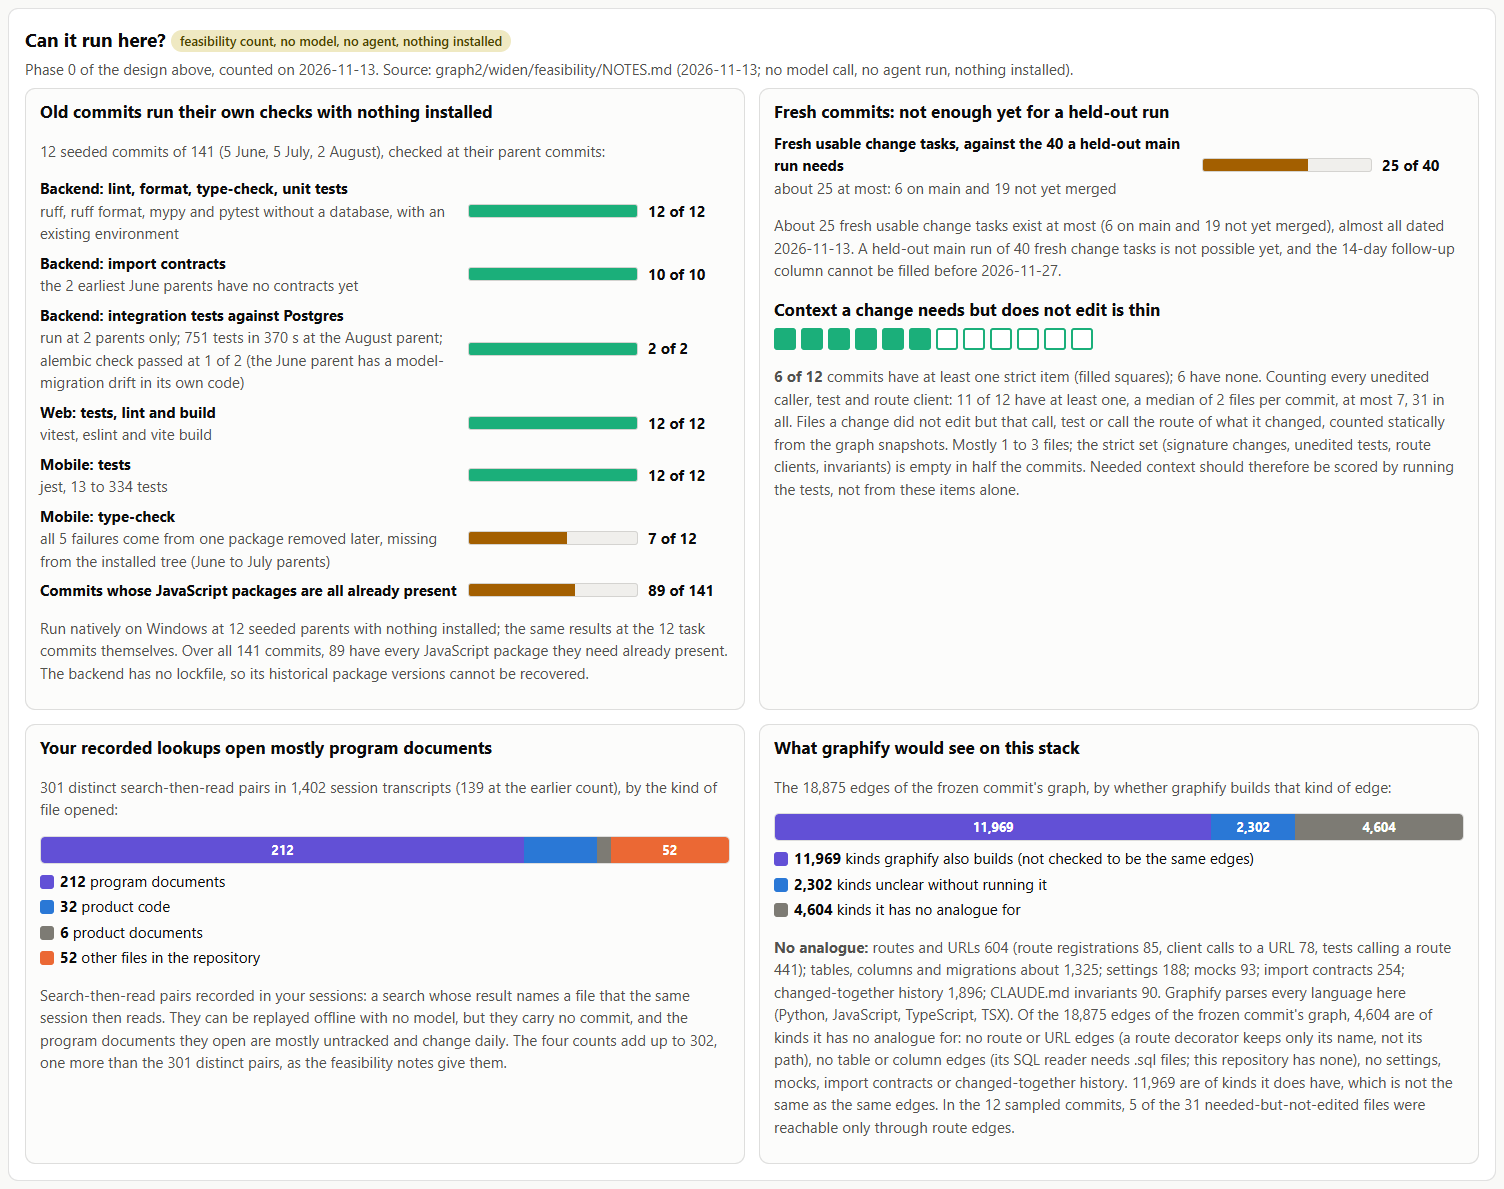 Can it run here?
feasibility count, no model, no agent, nothing installed
Phase 0 of the design above, counted on 2026-11-13. Source: graph2/widen/feasibility/NOTES.md (2026-11-13; no model call, no agent run, nothing installed).
Old commits run their own checks with nothing installed
12 seeded commits of 141 (5 June, 5 July, 2 August), checked at their parent commits:
Backend: lint, format, type-check, unit tests
ruff, ruff format, mypy and pytest without a database, with an
existing environment
12 of 12
Backend: import contracts
the 2 earliest June parents have no contracts yet
10 of 10
Backend: integration tests against Postgres
run at 2 parents only; 751 tests in 370 s at the August parent;
alembic check passed at 1 of 2 (the June parent has a model-
migration drift in its own code)
2 of 2
Web: tests, lint and build
vitest, eslint and vite build
12 of 12
Mobile: tests
jest, 13 to 334 tests
12 of 12
Mobile: type-check
all 5 failures come from one package removed later, missing
from the installed tree (June to July parents)
7 of 12
Commits whose JavaScript packages are all already present
89 of 141
Run natively on Windows at 12 seeded parents with nothing installed; the same results at the 12 task
commits themselves. Over all 141 commits, 89 have every JavaScript package they need already present.
The backend has no lockfile, so its historical package versions cannot be recovered.
Fresh commits: not enough yet for a held-out run
Fresh usable change tasks, against the 40 a held-out main
run needs
about 25 at most: 6 on main and 19 not yet merged
25 of 40
About 25 fresh usable change tasks exist at most (6 on main and 19 not yet merged), almost all dated
2026-11-13. A held-out main run of 40 fresh change tasks is not possible yet, and the 14-day follow-up
column cannot be filled before 2026-11-27.
Context a change needs but does not edit is thin
6 of 12 commits have at least one strict item (filled squares); 6 have none. Counting every unedited
caller, test and route client: 11 of 12 have at least one, a median of 2 files per commit, at most 7, 31 in
all. Files a change did not edit but that call, test or call the route of what it changed, counted statically
from the graph snapshots. Mostly 1 to 3 files; the strict set (signature changes, unedited tests, route
clients, invariants) is empty in half the commits. Needed context should therefore be scored by running
the tests, not from these items alone.
Your recorded lookups open mostly program documents
301 distinct search-then-read pairs in 1,402 session transcripts (139 at the earlier count), by the kind of
file opened:
212
52
212 program documents
32 product code
6 product documents
52 other files in the repository
Search-then-read pairs recorded in your sessions: a search whose result names a file that the same
session then reads. They can be replayed offline with no model, but they carry no commit, and the
program documents they open are mostly untracked and change daily. The four counts add up to 302,
one more than the 301 distinct pairs, as the feasibility notes give them.
What graphify would see on this stack
The 18,875 edges of the frozen commit's graph, by whether graphify builds that kind of edge:
11,969
2,302
4,604
11,969 kinds graphify also builds (not checked to be the same edges)
2,302 kinds unclear without running it
4,604 kinds it has no analogue for
No analogue: routes and URLs 604 (route registrations 85, client calls to a URL 78, tests calling a route
441); tables, columns and migrations about 1,325; settings 188; mocks 93; import contracts 254;
changed-together history 1,896; CLAUDE.md invariants 90. Graphify parses every language here
(Python, JavaScript, TypeScript, TSX). Of the 18,875 edges of the frozen commit's graph, 4,604 are of
kinds it has no analogue for: no route or URL edges (a route decorator keeps only its name, not its
path), no table or column edges (its SQL reader needs .sql files; this repository has none), no settings,
mocks, import contracts or changed-together history. 11,969 are of kinds it does have, which is not the
same as the same edges. In the 12 sampled commits, 5 of the 31 needed-but-not-edited files were
reachable only through route edges.